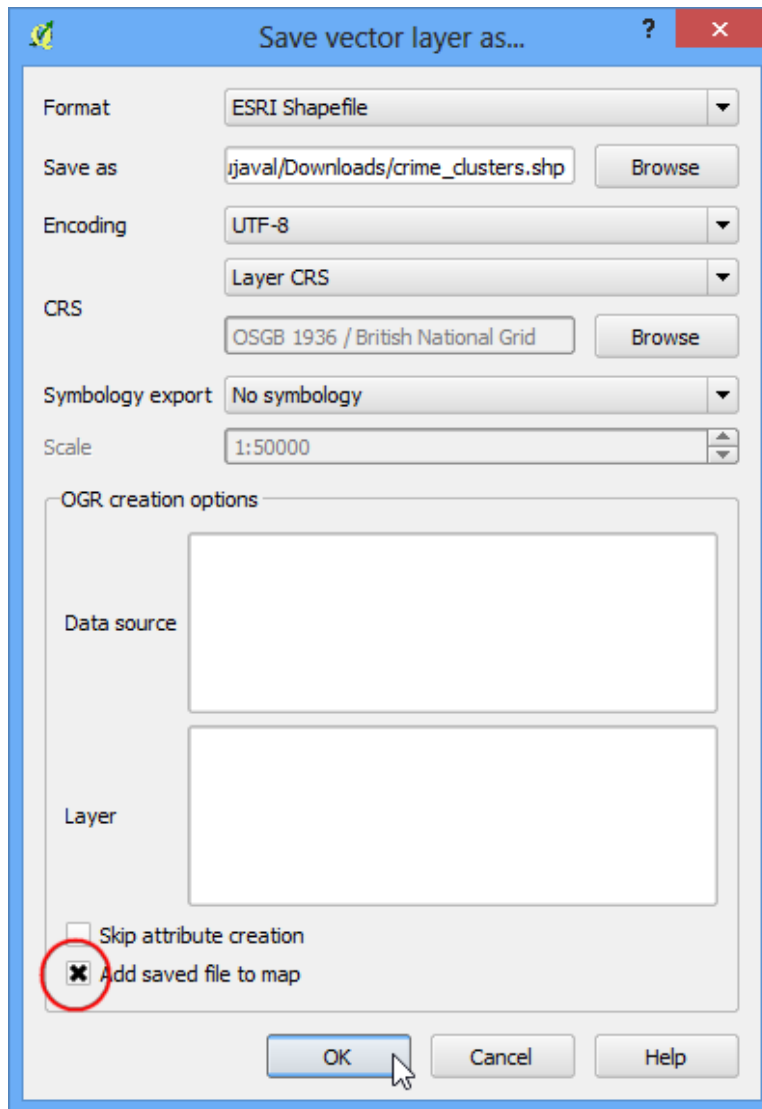 Save vector layer as... ?
Format ESRI Shapefile
Save as ujaval/Downloads/crime_clusters.shp Browse
Encoding UTF-8
Layer CRS
CRS
OSGB 1936 / British National Grid Browse
Symbology export No symbology
Scale 1:50000
OGR creation options
Data source
Layer
Skip attribute creation
Add saved file to map
OK Cancel Help